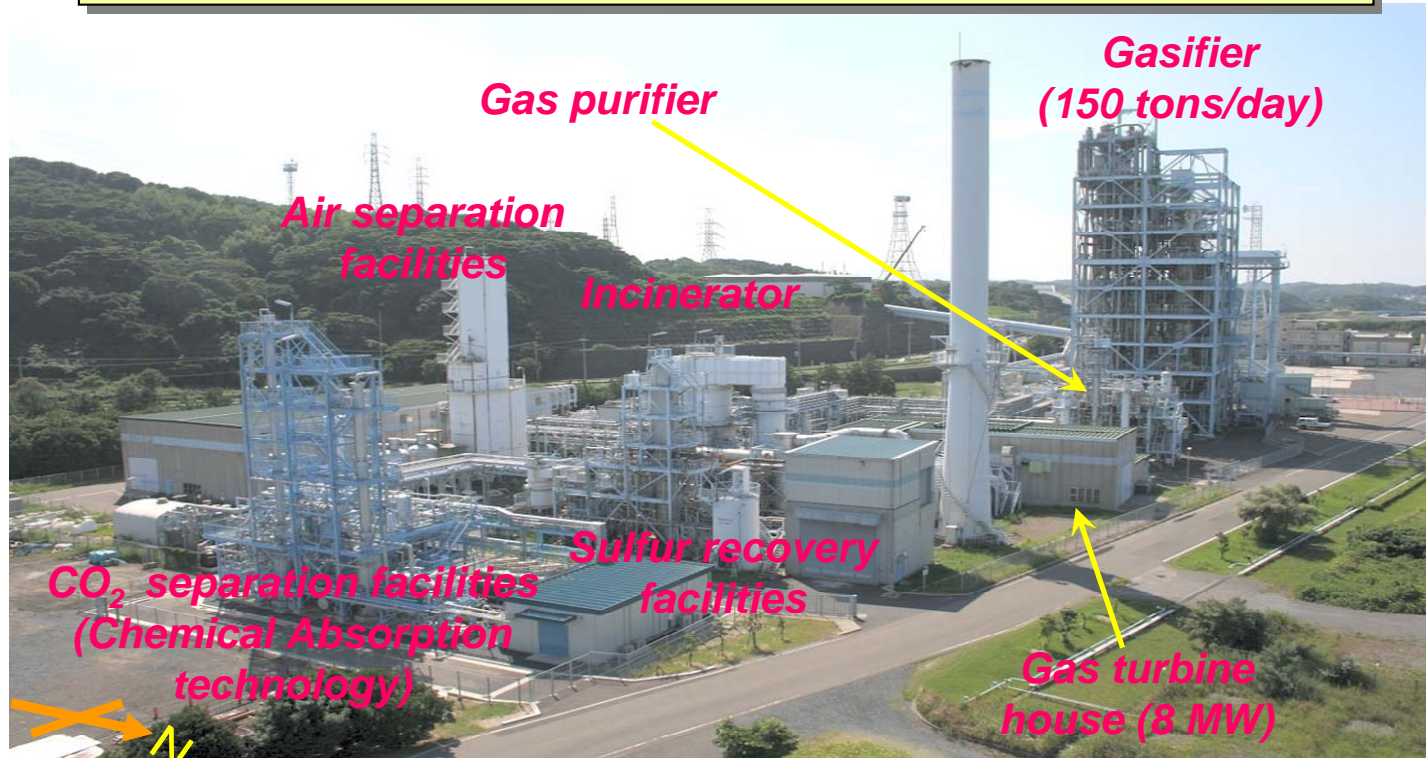 Gasifier
(150 tons/day)
Gas purifier
Air separation
facilities
Incinerator
Sulfur recovery
facilities
CO₂ separation facilities
(Chemical Absorption
technology)
Gas turbine
house (8 MW)
N